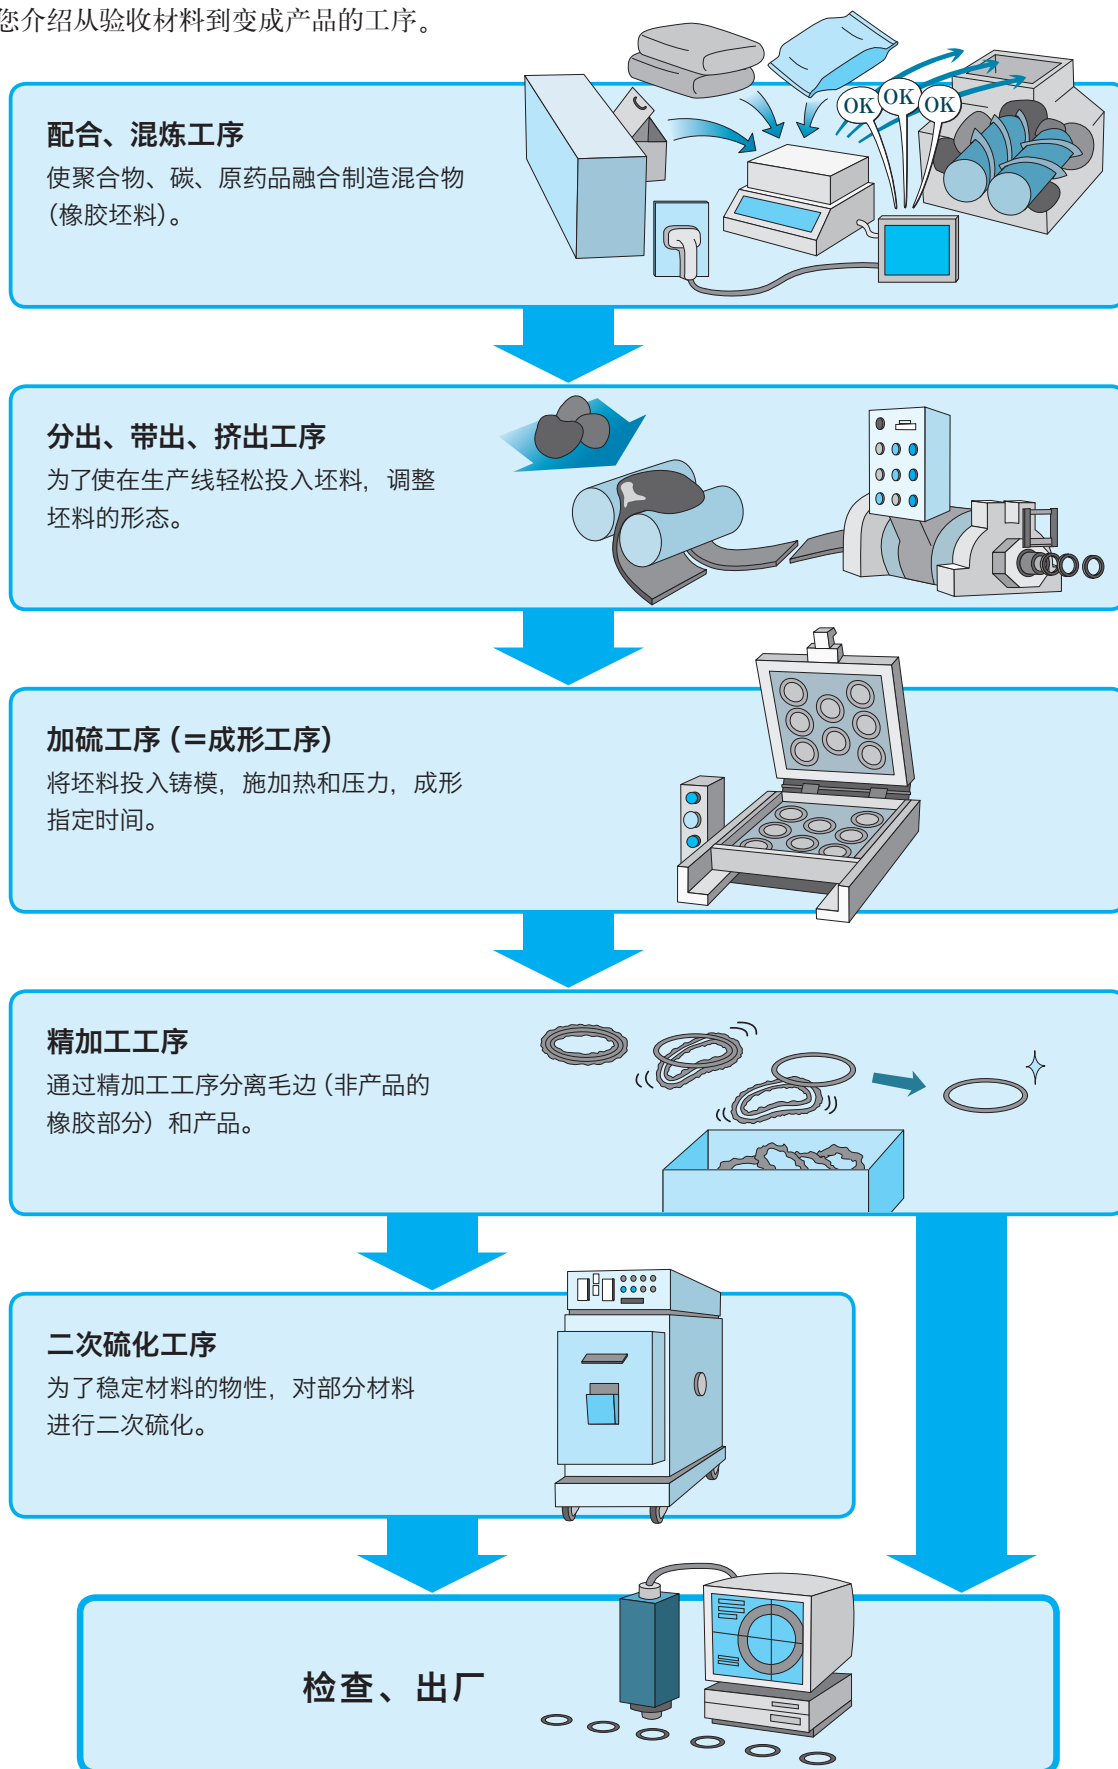 您介绍从验收材料到变成产品的工序。
OK OK OK
配合、混炼工序
使聚合物、碳、原药品融合制造混合物
(橡胶坯料)。
分出、带出、挤出工序
为了使在生产线轻松投入坯料，调整
坯料的形态。
加硫工序（=成形工序）
将坯料投入铸模，施加热和压力，成形
指定时间。
精加工工序
通过精加工工序分离毛边（非产品的
橡胶部分）和产品。
二次硫化工序
为了稳定材料的物性，对部分材料
进行二次硫化。
检查、出厂